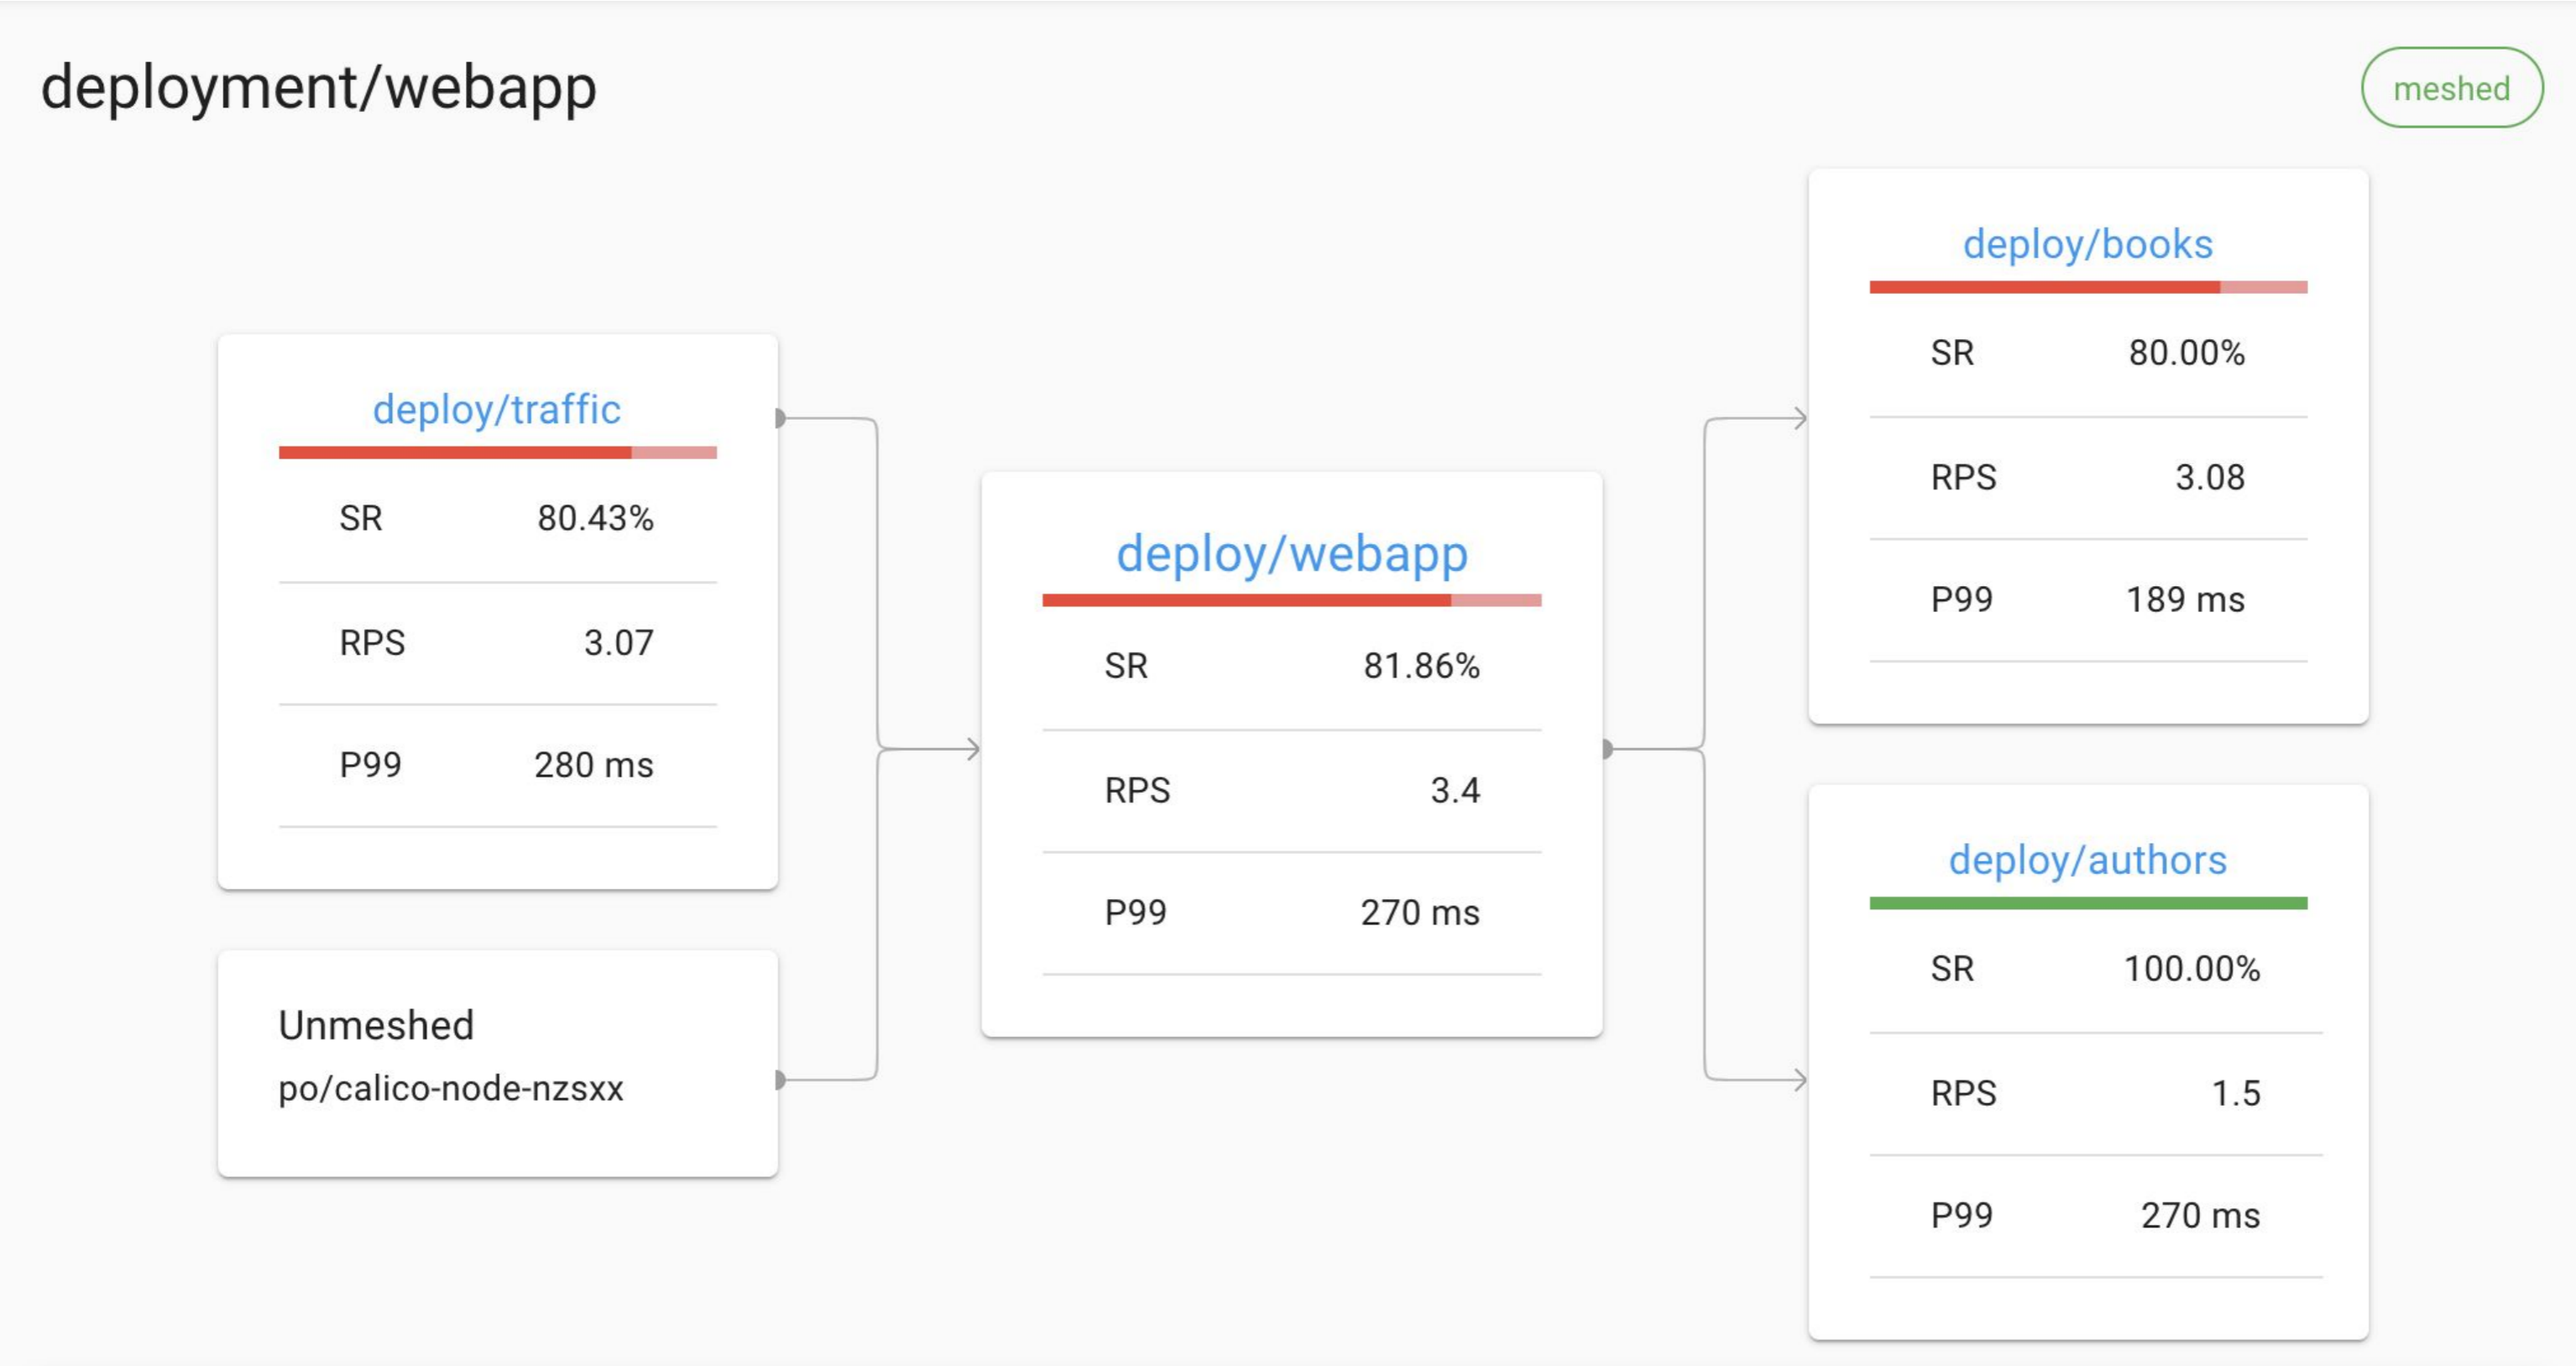 deployment/webapp
meshed
deploy/traffic
SR 80.43%
RPS 3.07
P99 280 ms
Unmeshed
po/calico-node-nzsxx
deploy/webapp
SR 81.86%
RPS 3.4
P99 270 ms
deploy/books
SR 80.00%
RPS 3.08
P99 189 ms
deploy/authors
SR 100.00%
RPS 1.5
P99 270 ms